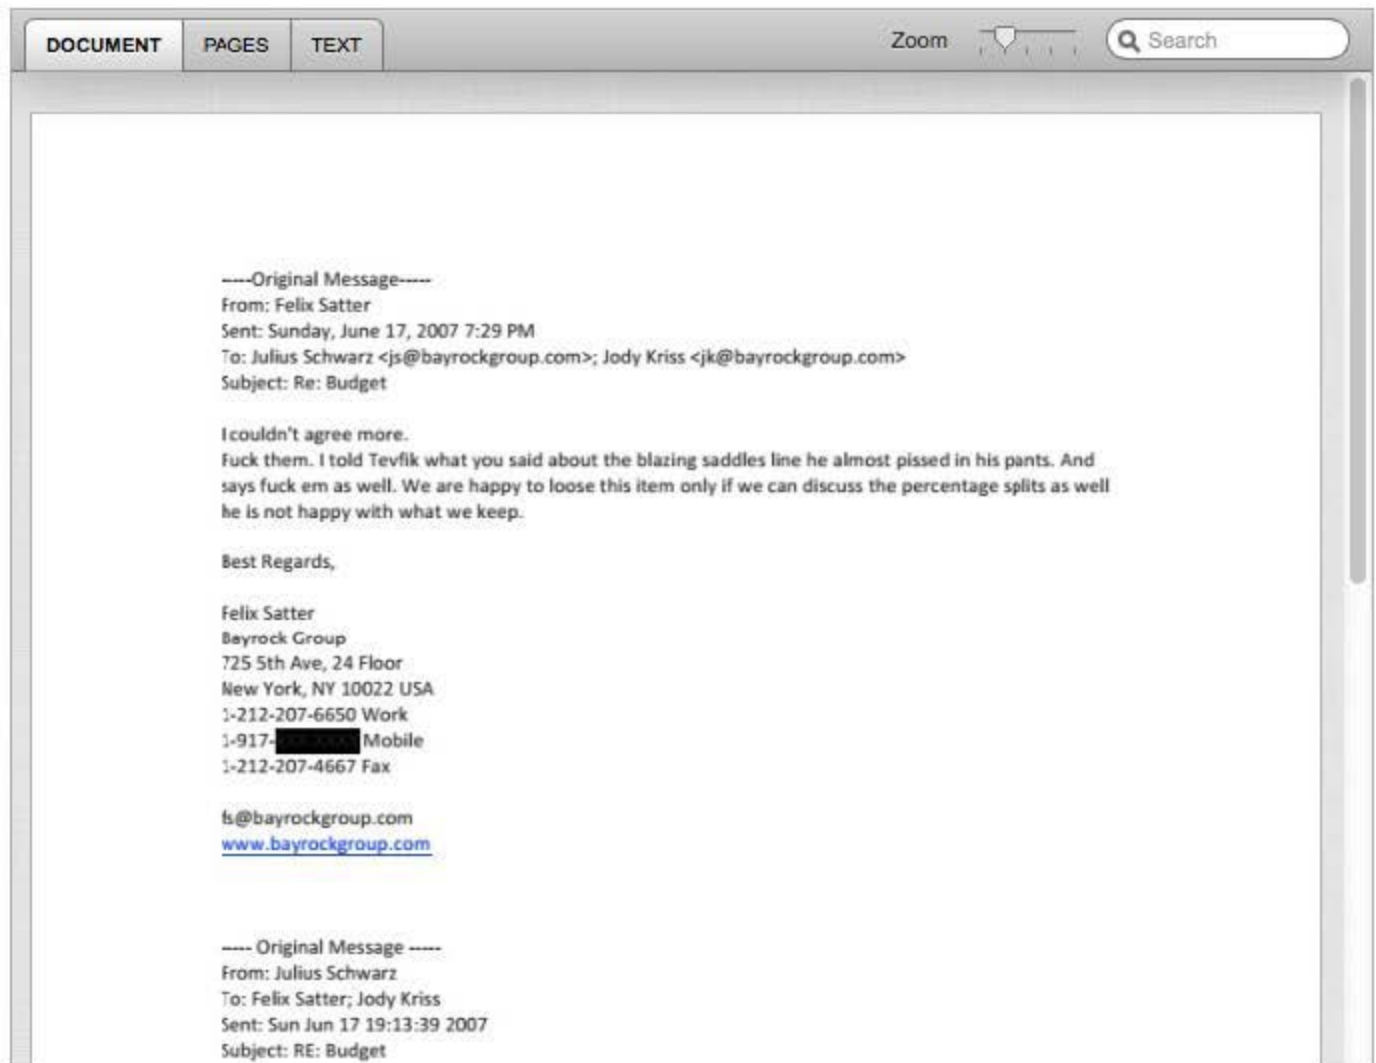 DOCUMENT PAGES TEXT Zoom Search
-----Original Message-----
From: Felix Satter
Sent: Sunday, June 17, 2007 7:29 PM
To: Julius Schwarz <js@bayrockgroup.com>; Jody Kriss <jk@bayrockgroup.com>
Subject: Re: Budget
I couldn't agree more.
Fuck them. I told Tevfik what you said about the blazing saddles line he almost pissed in his pants. And
says fuck em as well. We are happy to loose this item only if we can discuss the percentage splits as well
he is not happy with what we keep.
Best Regards,
Felix Satter
Bayrock Group
725 5th Ave, 24 Floor
New York, NY 10022 USA
1-212-207-6650 Work
1-917- Mobile
1-212-207-4667 Fax
fs@bayrockgroup.com
www.bayrockgroup.com
----- Original Message -----
From: Julius Schwarz
To: Felix Satter; Jody Kriss
Sent: Sun Jun 17 19:13:39 2007
Subject: RE: Budget